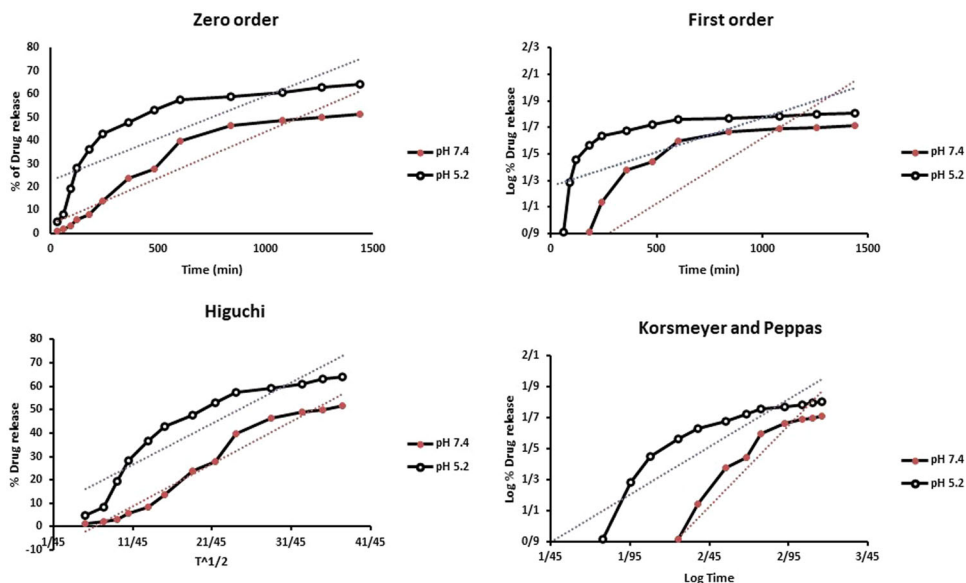 Zero order
% of Drug release
80
70
60
50
40
30
20
10
0
0 500 1000 1500
Time (min)
pH 7.4
pH 5.2
First order
Log % Drug release
2/3
2/1
1/9
1/7
1/5
1/3
1/1
0/9
0 500 1000 1500
Time (min)
pH 7.4
pH 5.2
Higuchi
% Drug release
80
70
60
50
40
30
20
10
0
-10
1/45 11/45 21/45 31/45 41/45
T^1/2
pH 7.4
pH 5.2
Korsmeyer and Peppas
Log % Drug release
2/1
1/9
1/7
1/5
1/3
1/1
0/9
1/45 1/95 2/45 2/95 3/45
Log Time
pH 7.4
pH 5.2